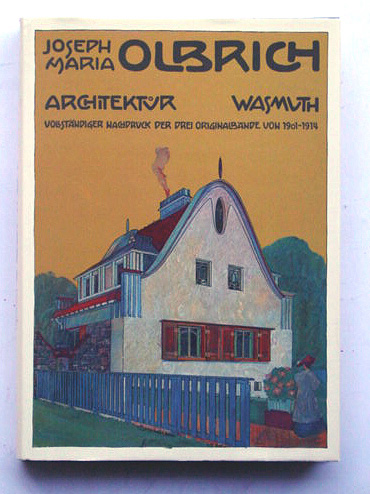 JOSEPH MARIA OLBRICH
ARCHITEKTUR WASMUTH
VOLLSTÄNDIGER NACHDRUCK DER DREI ORIGINALBÄNDE VON 1901-1914